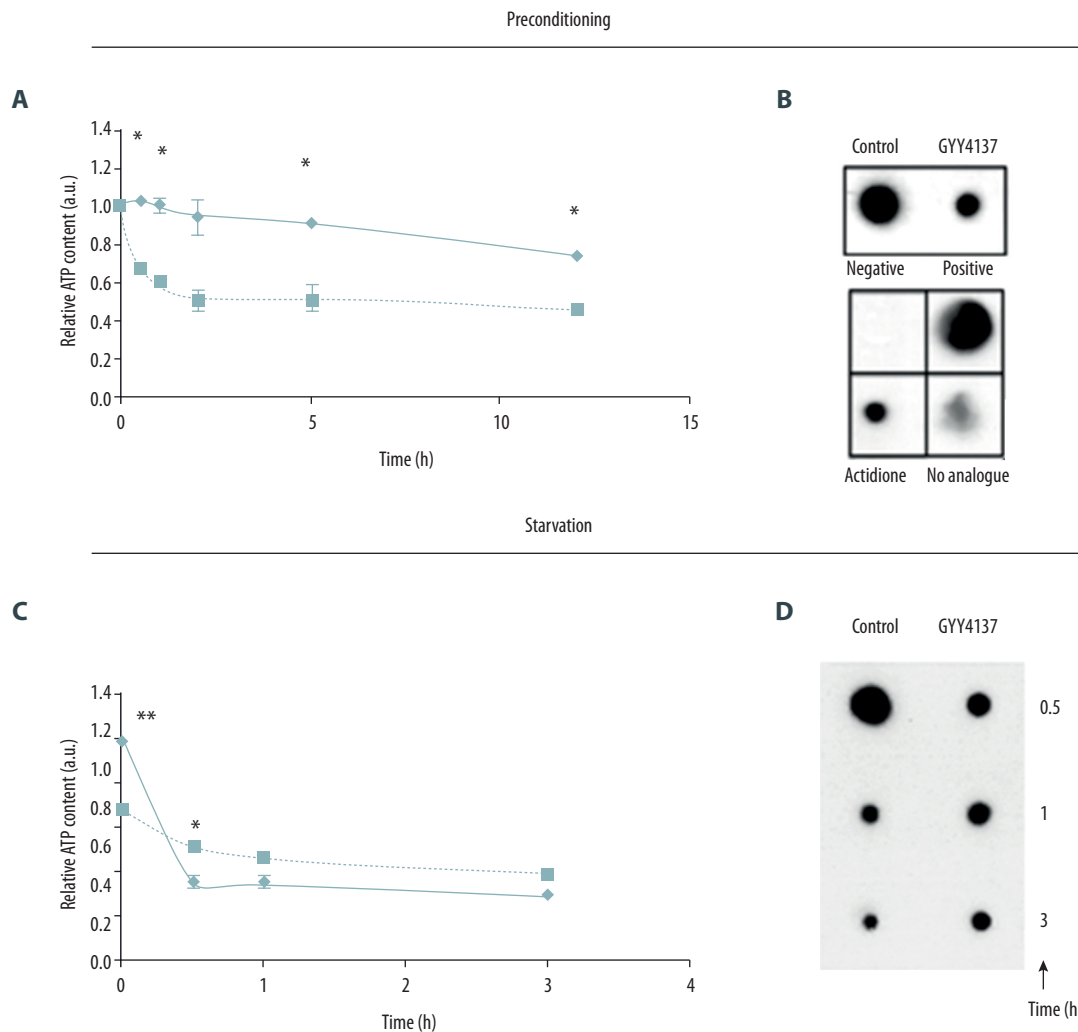 Preconditioning
A
Relative ATP content (a.u.)
1.4
1.2
1.0
0.8
0.6
0.4
0.2
0.0
* * * *
0 5 10 15
Time (h)
B
Control GYY4137
Negative Positive
Actidione No analogue
Starvation
C
Relative ATP content (a.u.)
1.4
1.2
1.0
0.8
0.6
0.4
0.2
0.0
** *
0 1 2 3 4
Time (h)
D
Control GYY4137
0.5
1
3
Time (h